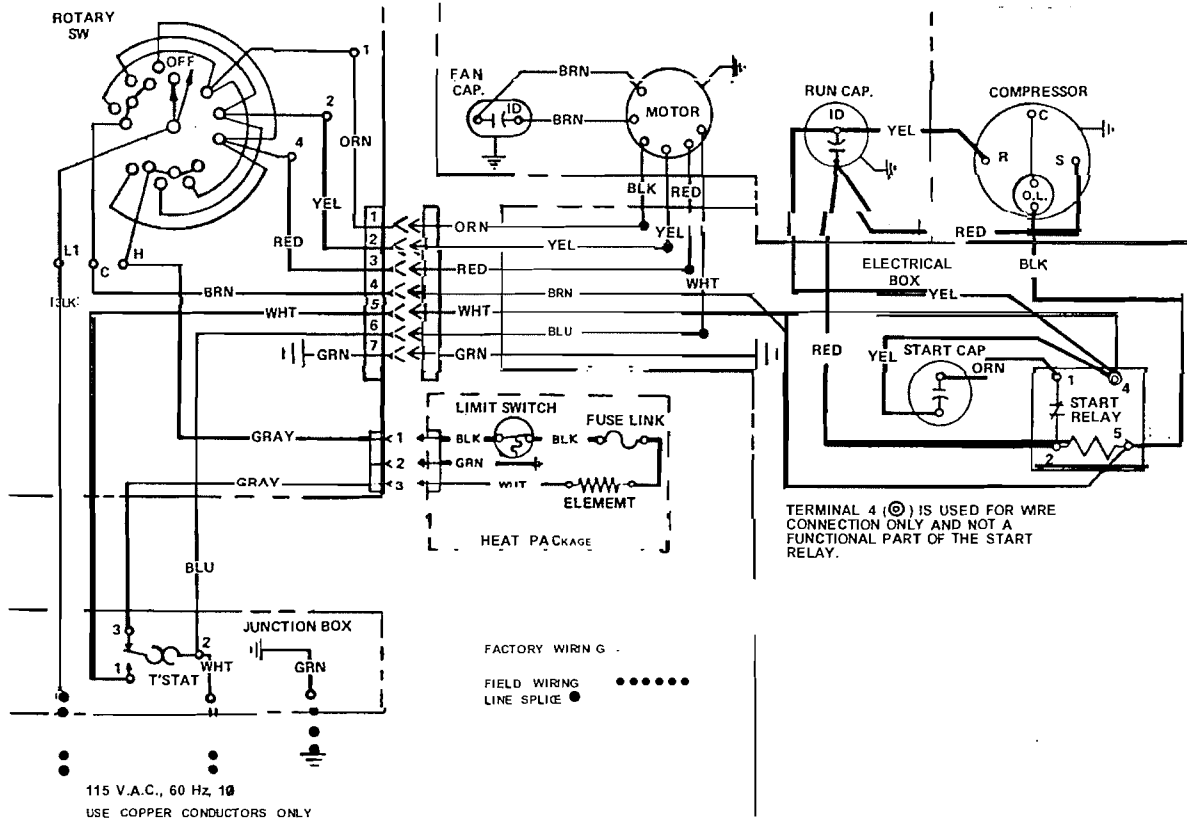 ROTARY
SW
OFF
1
2
4
ORN
YEL
RED
L1
C
H
BRN
WHT
1
2
3
4
5
6
7
GRN
GRAY
GRAY
BLU
FAN
CAP.
ID
BRN
BRN
MOTOR
BLK
RED
YEL
WHT
ORN
YEL
RED
BRN
WHT
BLU
GRN
RUN CAP.
ID
YEL
COMPRESSOR
C
R
S
O.L.
RED
BLK
ELECTRICAL
BOX
YEL
RED
YEL
START CAP
ORN
1
4
START
RELAY
5
2
TERMINAL 4 (◎) IS USED FOR WIRE
CONNECTION ONLY AND NOT A
FUNCTIONAL PART OF THE START
RELAY.
LIMIT SWITCH
FUSE LINK
1
BLK
BLK
2
GRN
3
WHT
ELEMEMT
HEAT PACKAGE
JUNCTION BOX
3
2
1
WHT
T'STAT
GRN
FACTORY WIRING -
FIELD WIRING ●●●●●●
LINE SPLICE ●
115 V.A.C., 60 Hz, 1Ø
USE COPPER CONDUCTORS ONLY